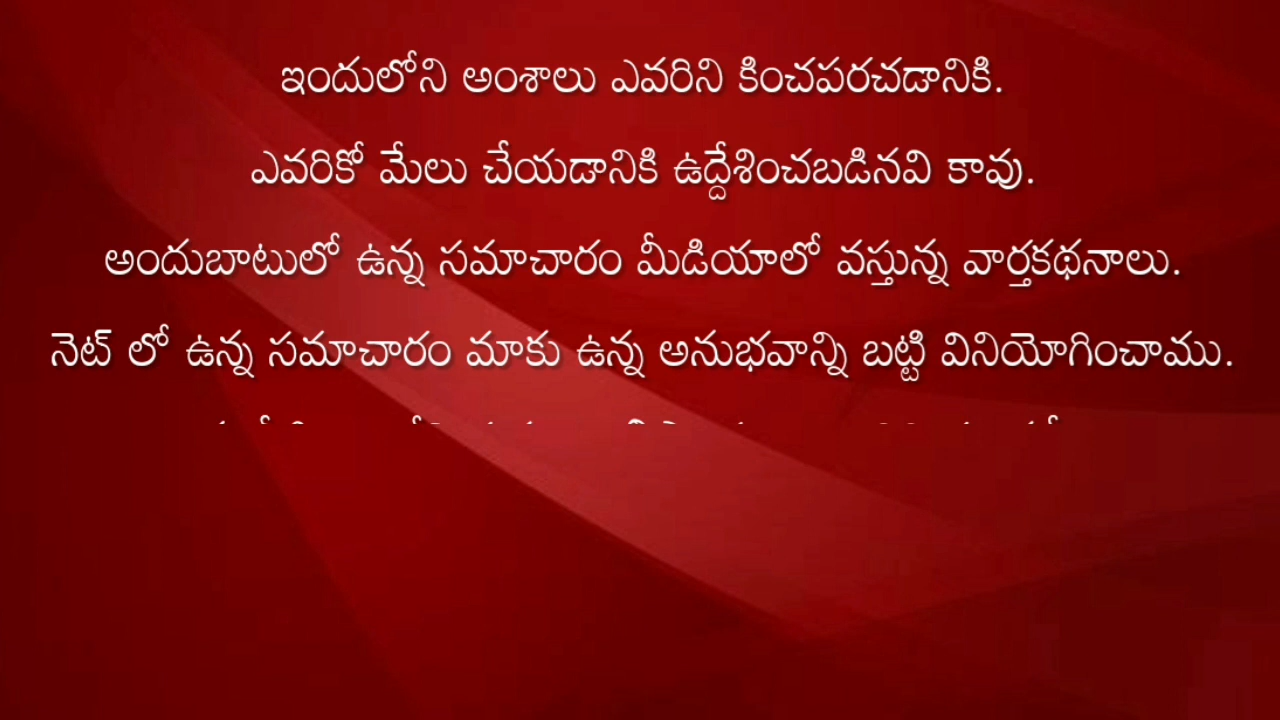 ఇందులోని అంశాలు ఎవరిని కించపరచడానికి.
ఎవరికో మేలు చేయడానికి ఉద్దేశించబడినవి కావు.
అందుబాటులో ఉన్న సమాచారం మీడియాలో వస్తున్న వార్తకథనాలు.
నెట్ లో ఉన్న సమాచారం మాకు ఉన్న అనుభవాన్ని బట్టి వినియోగించాము.